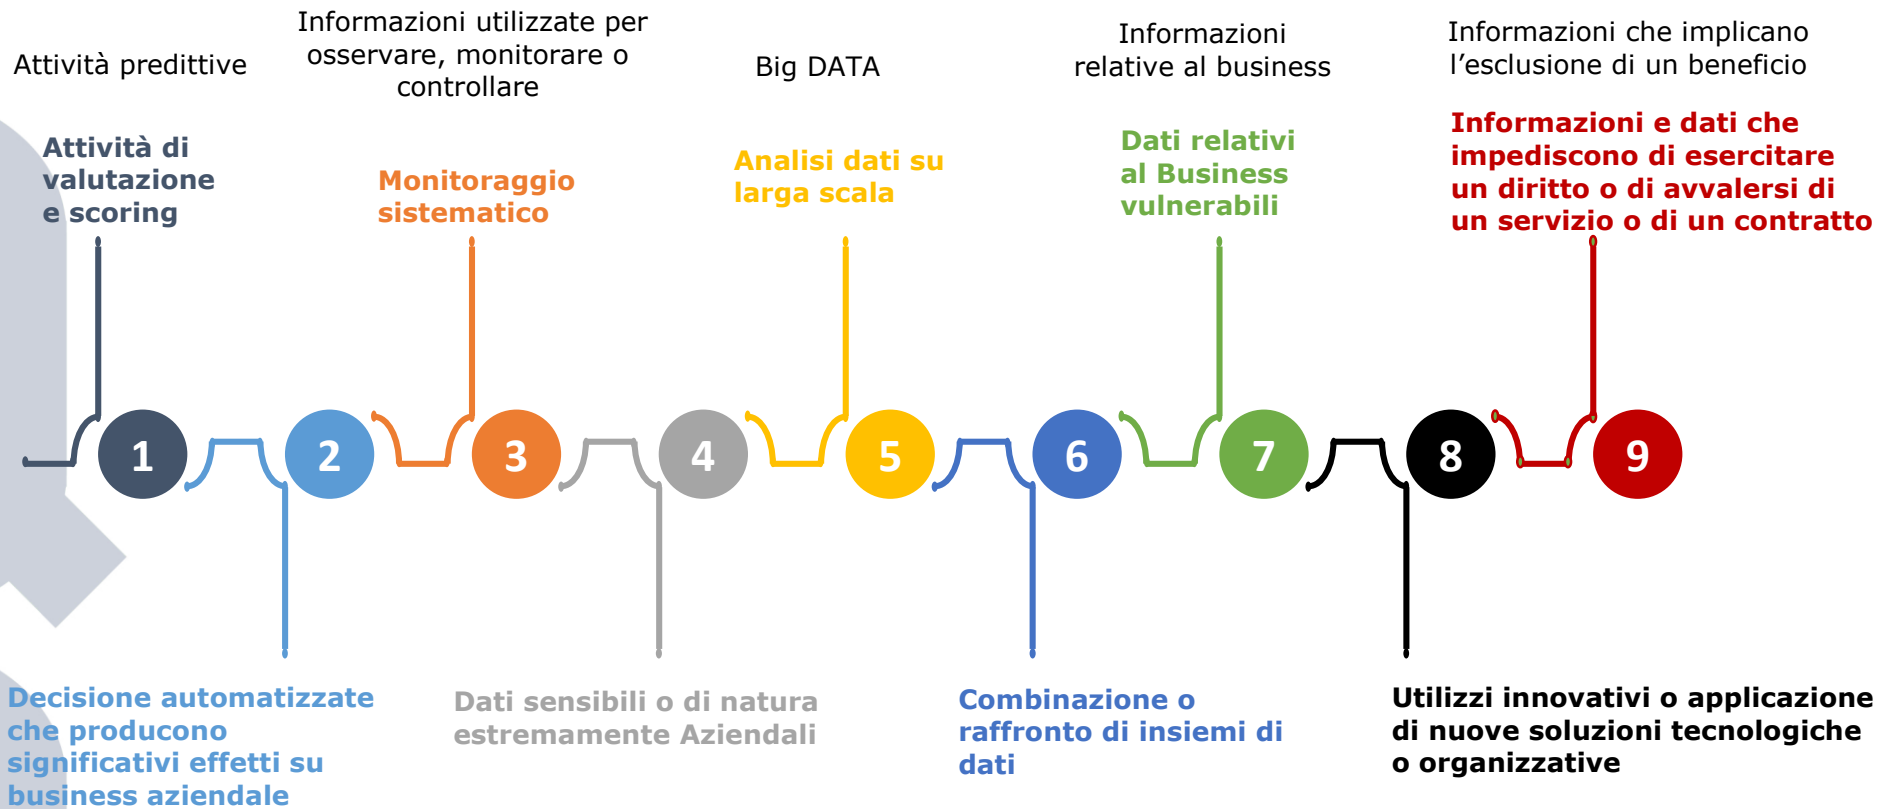 Attività predittive
Attività di
valutazione
e scoring
Informazioni utilizzate per
osservare, monitorare o
controllare
Monitoraggio
sistematico
Big DATA
Analisi dati su
larga scala
Informazioni
relative al business
Dati relativi
al Business
vulnerabili
Informazioni che implicano
l’esclusione di un beneficio
Informazioni e dati che
impediscono di esercitare
un diritto o di avvalersi di
un servizio o di un contratto
1
2
3
4
5
6
7
8
9
Decisione automatizzate
che producono
significativi effetti su
business aziendale
Dati sensibili o di natura
estremamente Aziendali
Combinazione o
raffronto di insiemi di
dati
Utilizzi innovativi o applicazione
di nuove soluzioni tecnologiche
o organizzative